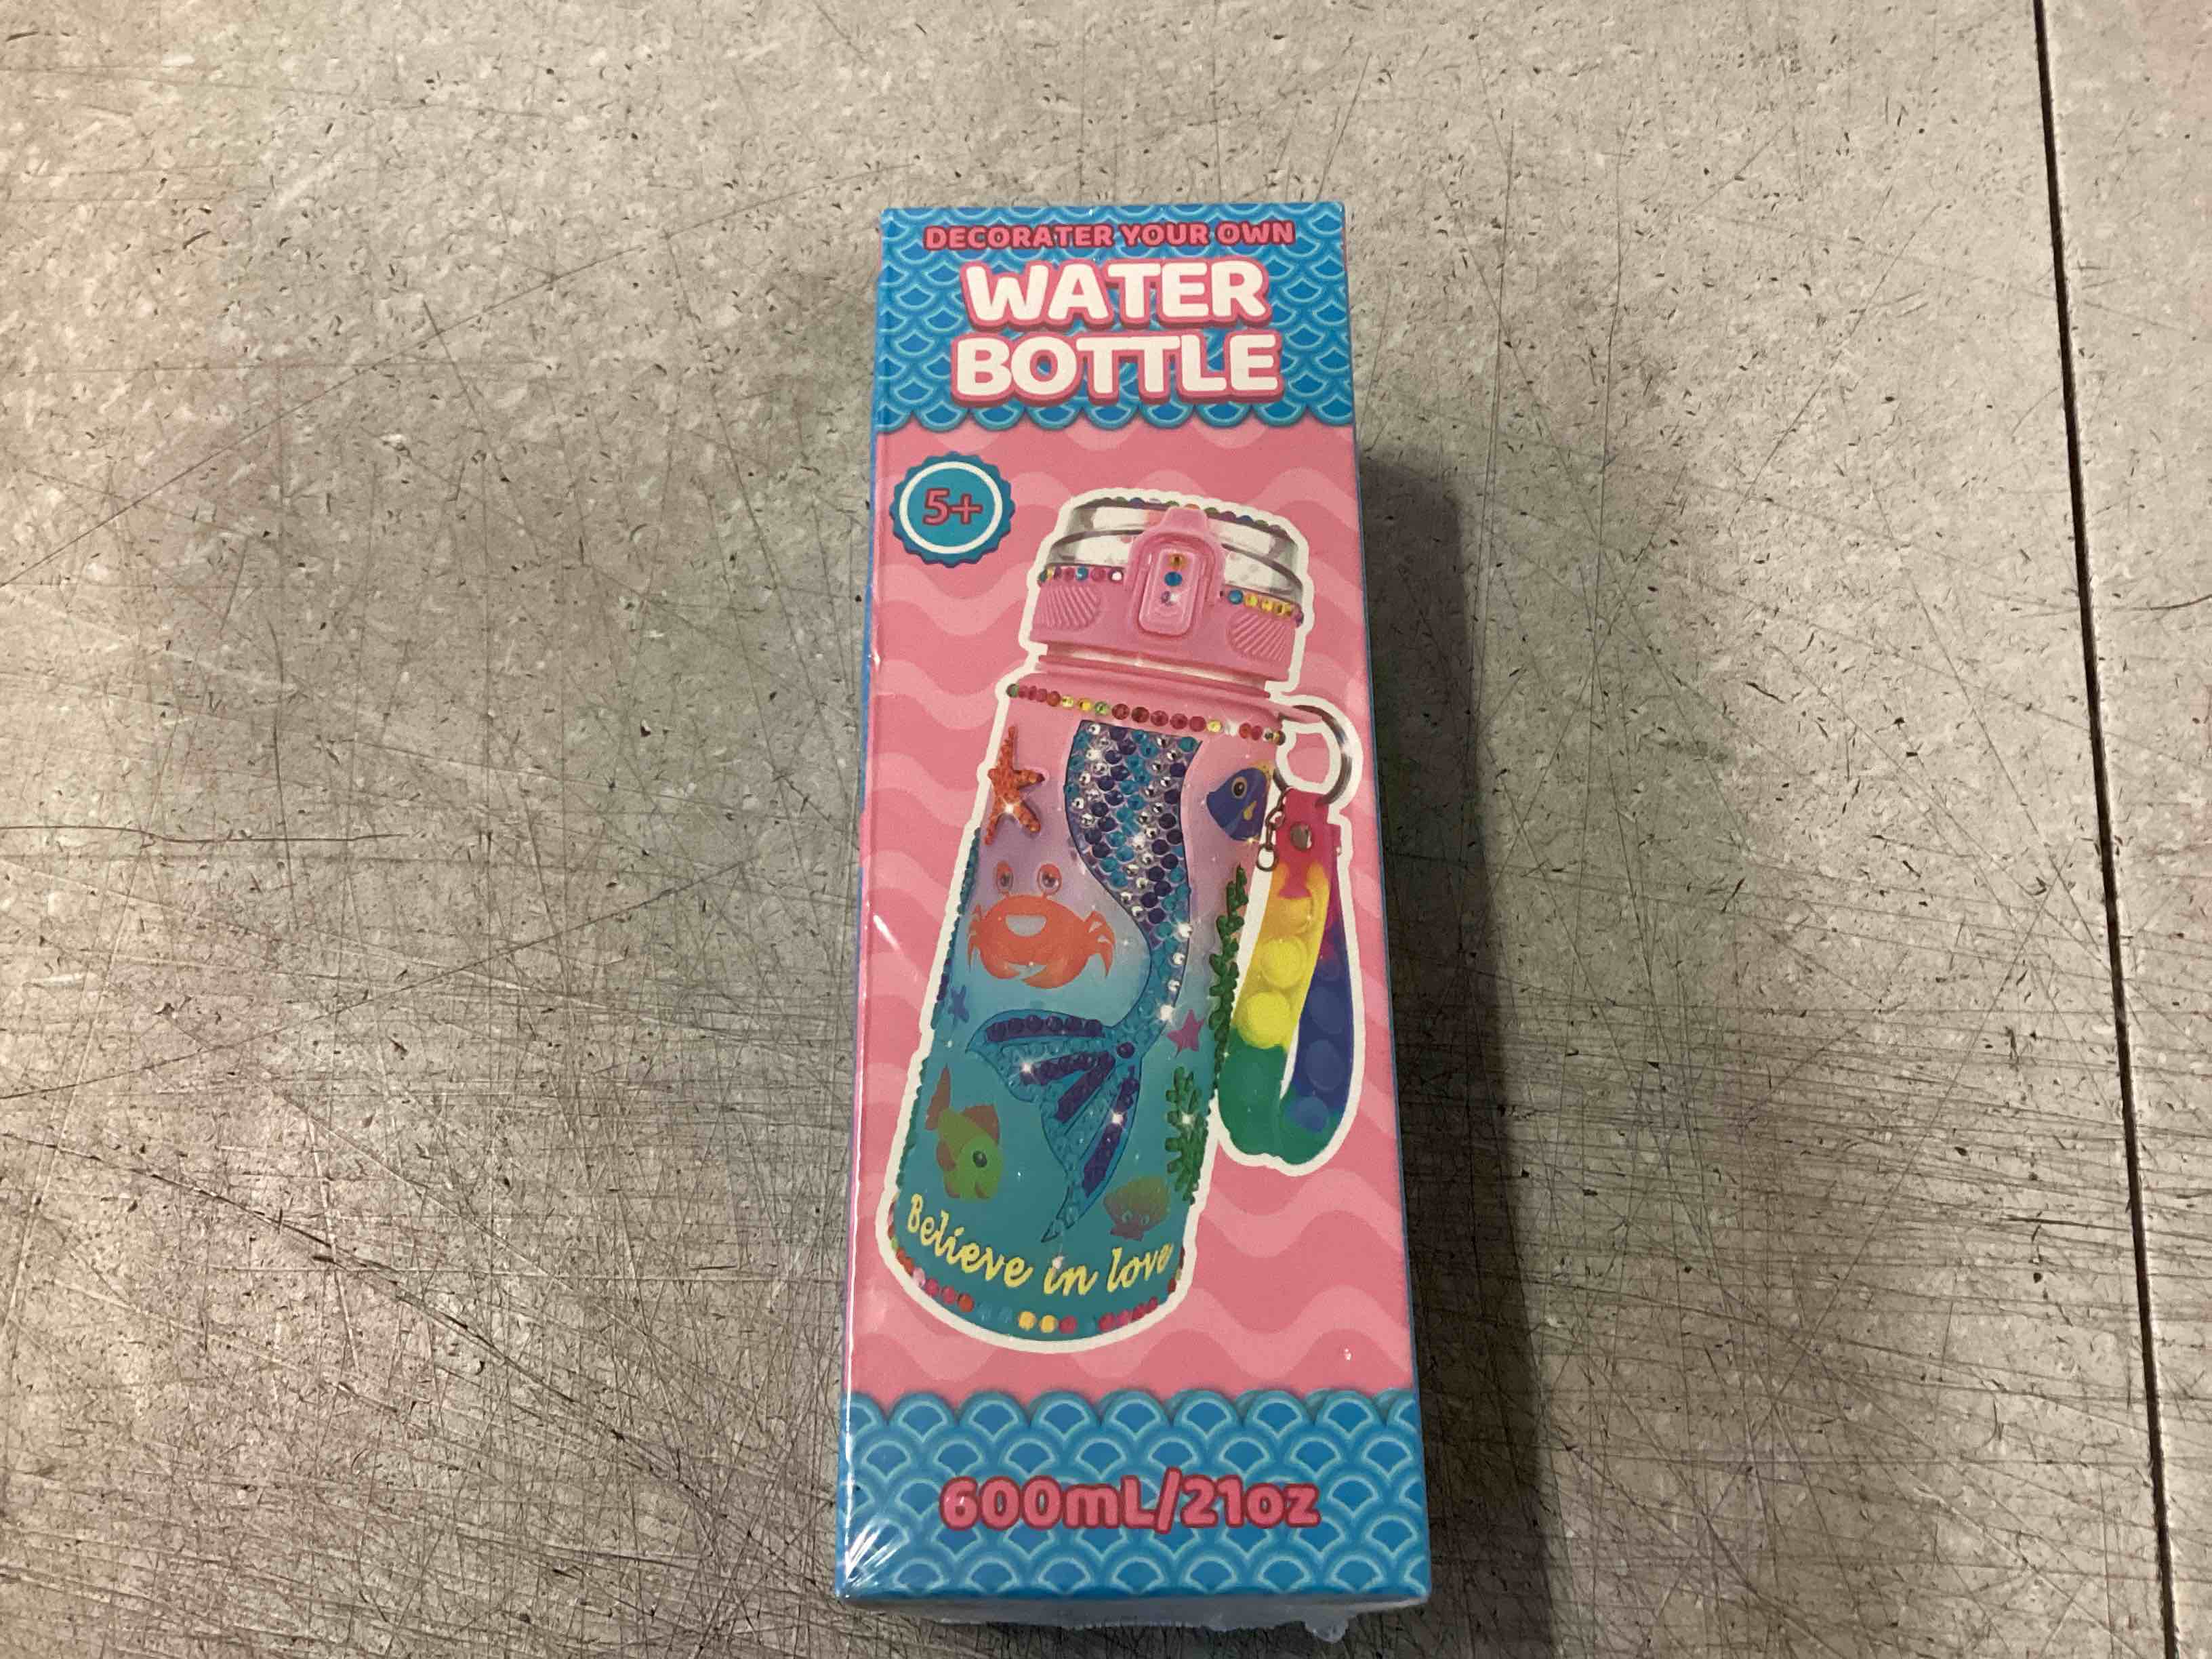 DECORATER YOUR OWN
WATER
BOTTLE
5+
Believe in love
600mL/21oz